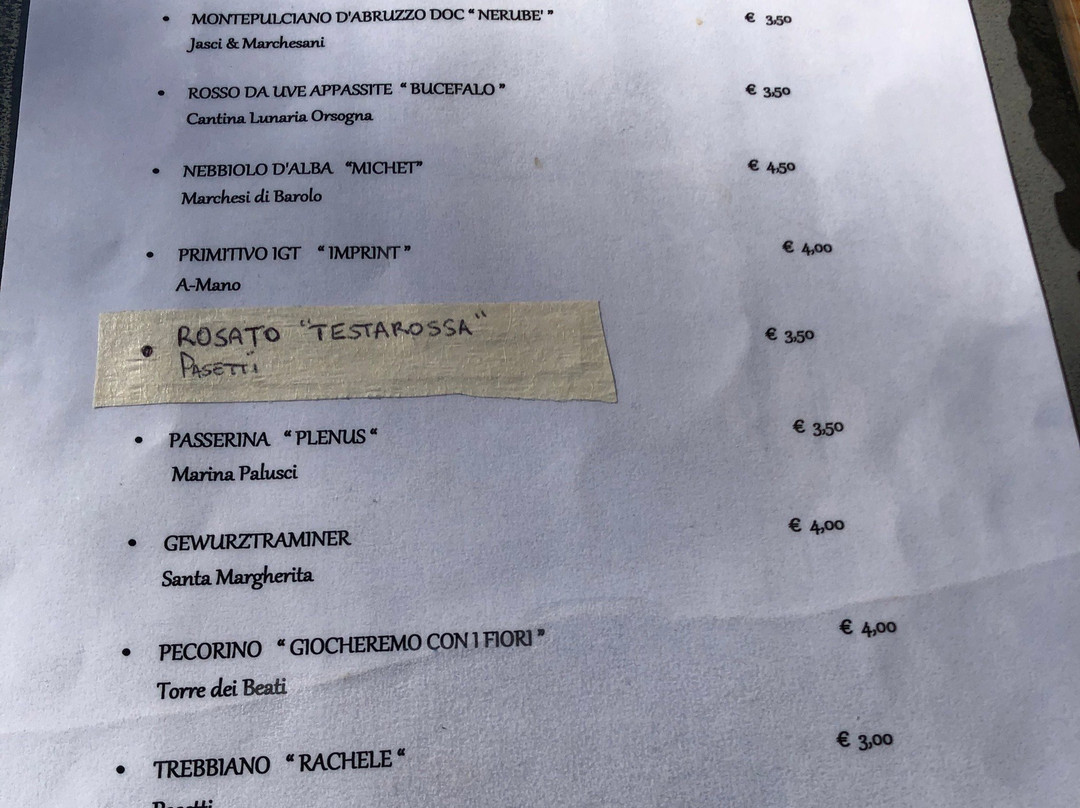 • MONTEPULCIANO D'ABRUZZO DOC “ NERUBE' ” € 3,50
Jasci & Marchesani
• ROSSO DA UVE APPASSITE “ BUCEFALO ” € 3,50
Cantina Lunaria Orsogna
• NEBBIOLO D'ALBA “MICHET” € 4,50
Marchesi di Barolo
• PRIMITIVO IGT “ IMPRINT ” € 4,00
A-Mano
• ROSATO "TESTAROSSA" € 3,50
PASETTI
• PASSERINA “ PLENUS “ € 3,50
Marina Palusci
• GEWURZTRAMINER € 4,00
Santa Margherita
• PECORINO “ GIOCHEREMO CON I FIORI ” € 4,00
Torre dei Beati
• TREBBIANO “ RACHELE “ € 3,00